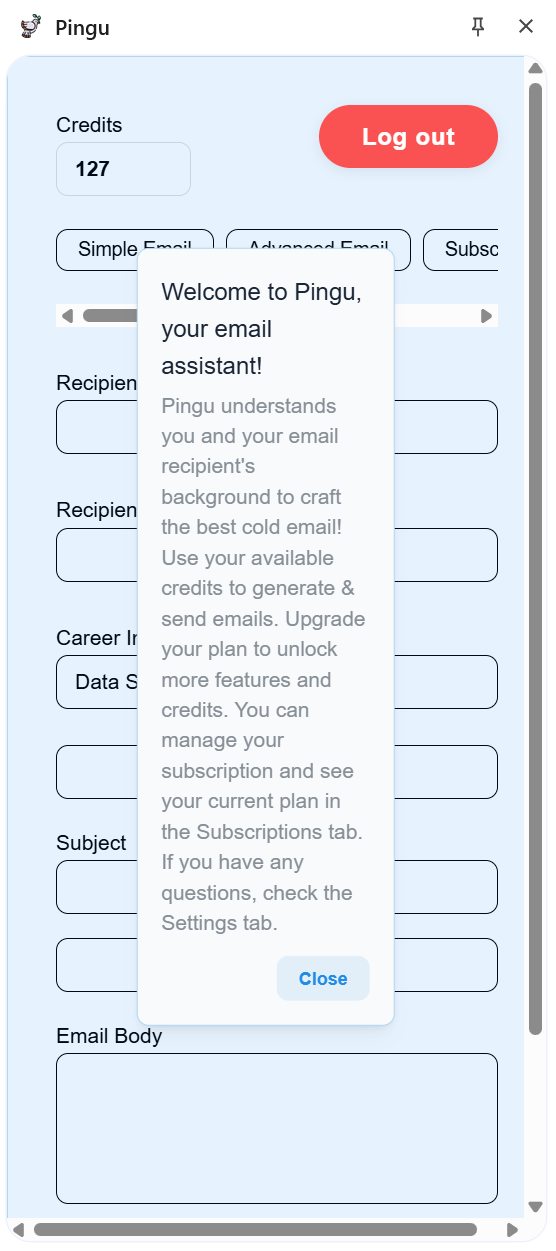 Pingu
Credits
Log out
127
Simple Email
Advanced Email
Subsc
Welcome to Pingu,
your email
assistant!
Recipien
Pingu understands
you and your email
recipient's
background to craft
the best cold email!
Recipien
Use your available
credits to generate &
send emails. Upgrade
Career In
your plan to unlock
Data S
more features and
credits. You can
manage your
subscription and see
your current plan in
the Subscriptions tab.
Subject
If you have any
questions, check the
Settings tab.
Close
Email Body